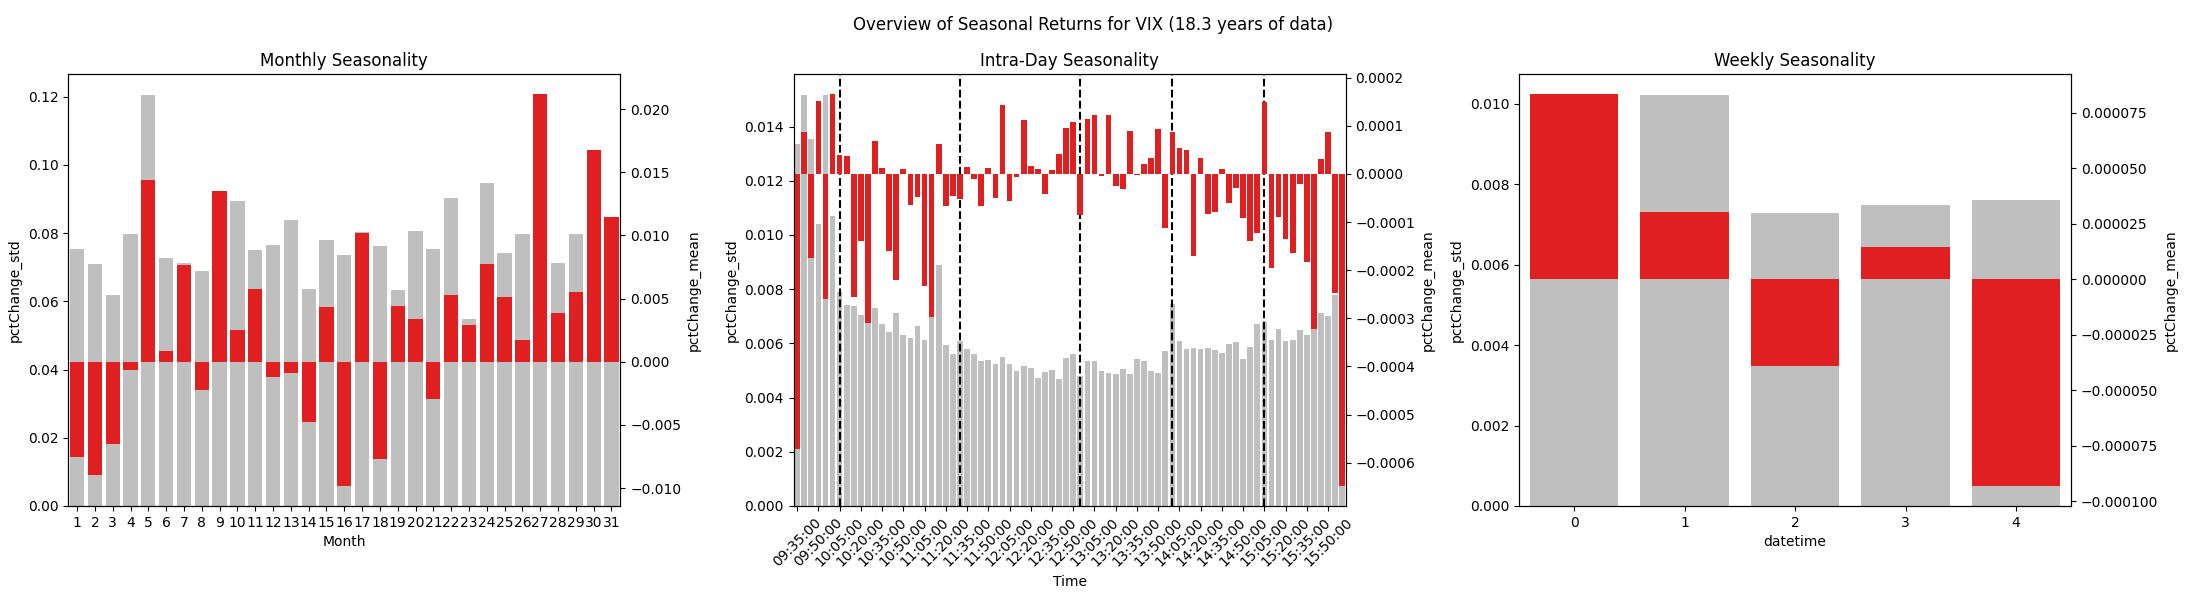 Overview of Seasonal Returns for VIX (18.3 years of data)
Monthly Seasonality
pctChange_std
0.12
0.10
0.08
0.06
0.04
0.02
0.00
0.020
0.015
0.010
0.005
0.000
−0.005
−0.010
pctChange_mean
1 2 3 4 5 6 7 8 9 10 11 12 13 14 15 16 17 18 19 20 21 22 23 24 25 26 27 28 29 30 31
Month
Intra-Day Seasonality
pctChange_std
0.014
0.012
0.010
0.008
0.006
0.004
0.002
0.000
0.0002
0.0001
0.0000
−0.0001
−0.0002
−0.0003
−0.0004
−0.0005
−0.0006
pctChange_mean
09:35:00 09:50:00 10:05:00 10:20:00 10:35:00 10:50:00 11:05:00 11:20:00 11:35:00 11:50:00 12:05:00 12:20:00 12:35:00 12:50:00 13:05:00 13:20:00 13:35:00 13:50:00 14:05:00 14:20:00 14:35:00 14:50:00 15:05:00 15:20:00 15:35:00 15:50:00
Time
Weekly Seasonality
pctChange_std
0.010
0.008
0.006
0.004
0.002
0.000
0.000075
0.000050
0.000025
0.000000
−0.000025
−0.000050
−0.000075
−0.000100
pctChange_mean
0 1 2 3 4
datetime